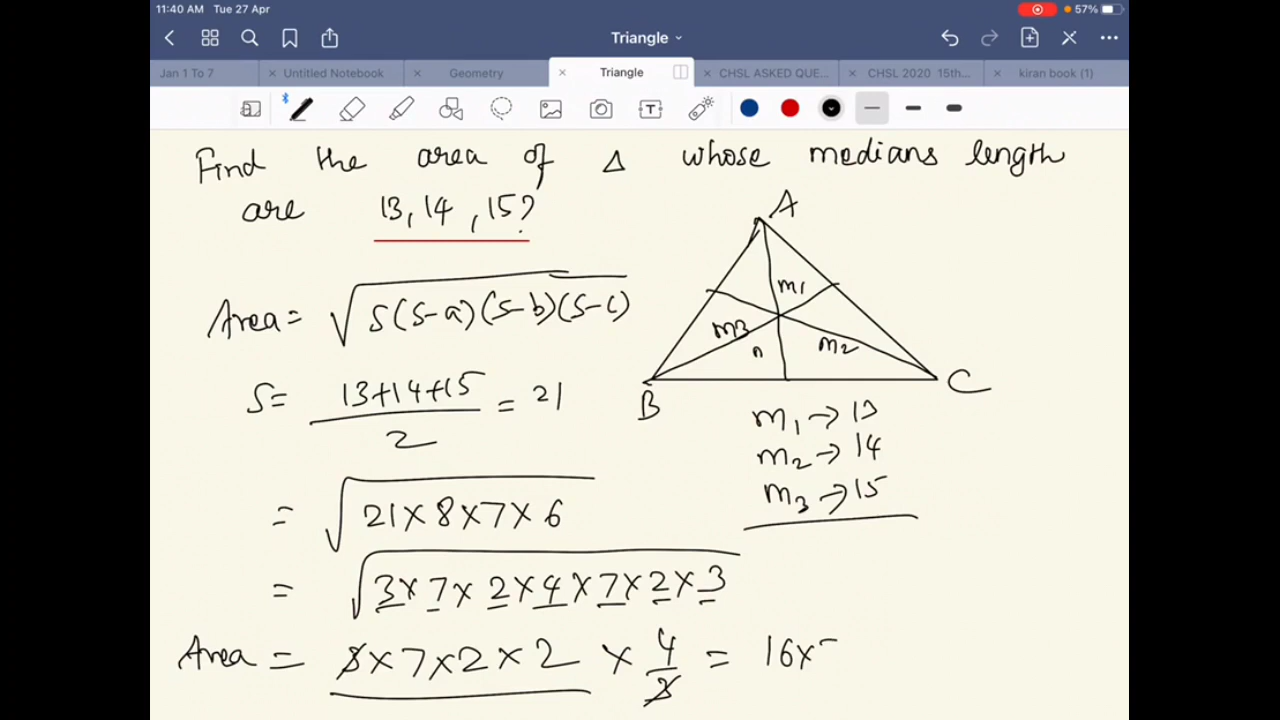 11:40 AM Tue 27 Apr
57%
Triangle
Jan 1 To 7
Untitled Notebook
Geometry
Triangle
CHSL ASKED QUE...
CHSL 2020 15th...
kiran book (1)
Find the area of Δ whose medians length
are 13, 14, 15?
A
m1
m3
n
m2
B
C
m1 → 13
m2 → 14
m3 → 15
Area = √S(S-a)(S-b)(S-c)
S = 13+14+15/2 = 21
= √21×8×7×6
= √3×7×2×4×7×2×3
Area = 3×7×2×2 × 4/3 = 16×